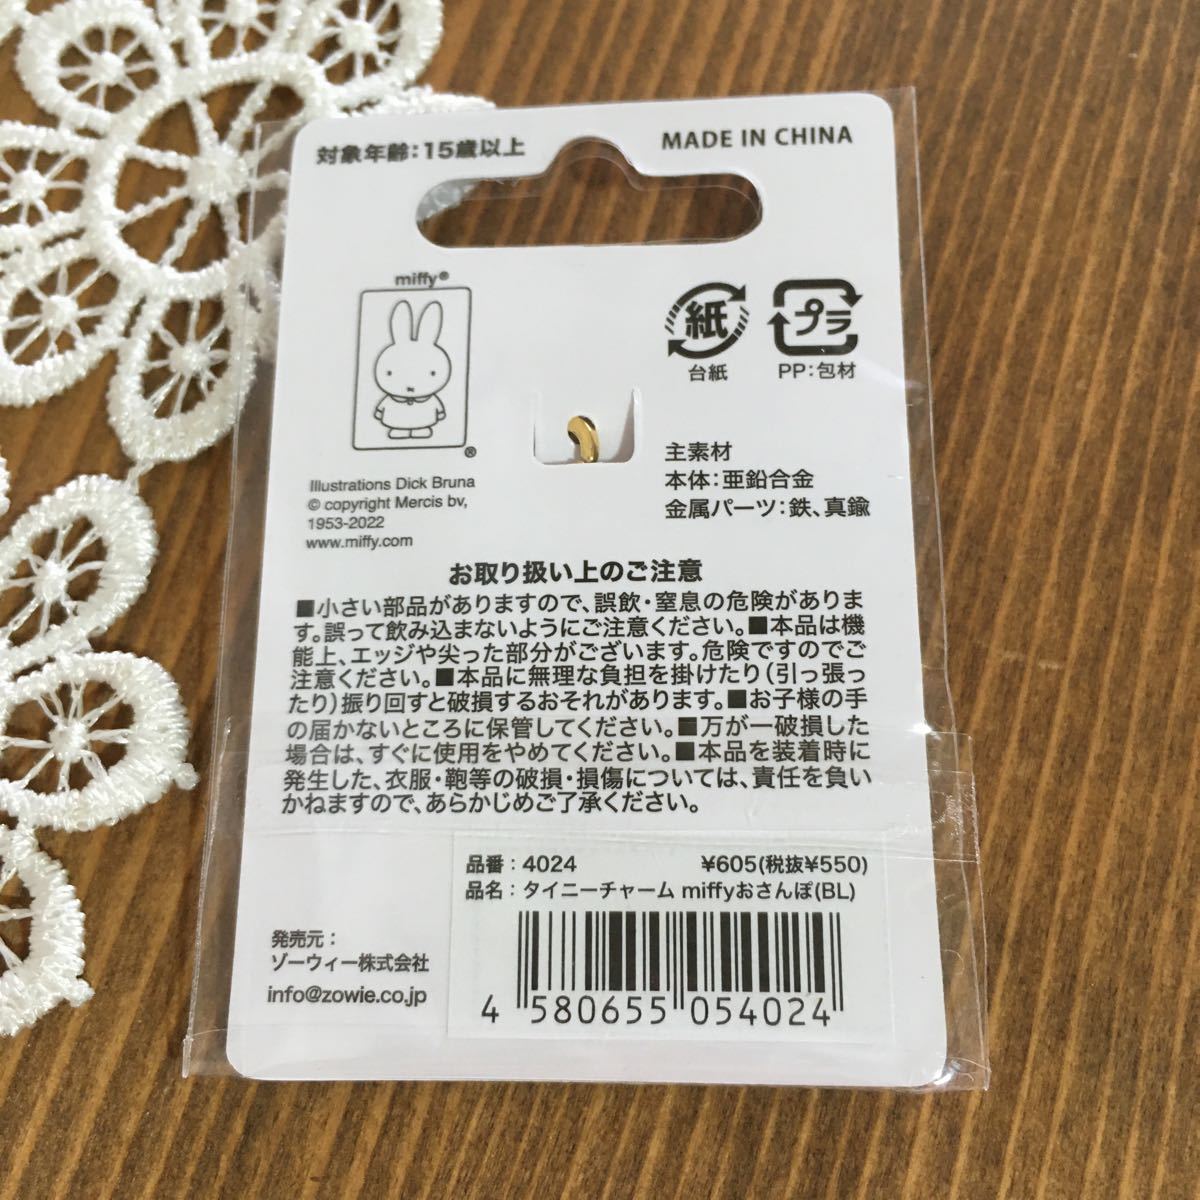 対象年齢：15歳以上
MADE IN CHINA
miffy®
®
紙
台紙
プラ
PP：包材
Illustrations Dick Bruna
© copyright Mercis bv,
1953-2022
www.miffy.com
主素材
本体：亜鉛合金
金属パーツ：鉄、真鍮
お取り扱い上のご注意
■小さい部品がありますので、誤飲・窒息の危険がありま
す。誤って飲み込まないようにご注意ください。■本品は機
能上、エッジや尖った部分がございます。危険ですのでご
注意ください。■本品に無理な負担を掛けたり（引っ張っ
たり）振り回すと破損するおそれがあります。■お子様の手
の届かないところに保管してください。■万が一破損した
場合は、すぐに使用をやめてください。■本品を装着時に
発生した、衣服・鞄等の破損・損傷については、責任を負い
かねますので、あらかじめご了承ください。
品番：4024 ¥605(税抜¥550)
品名：タイニーチャーム miffyおさんぽ(BL)
4 580655 054024
発売元：
ゾーウィー株式会社
info@zowie.co.jp